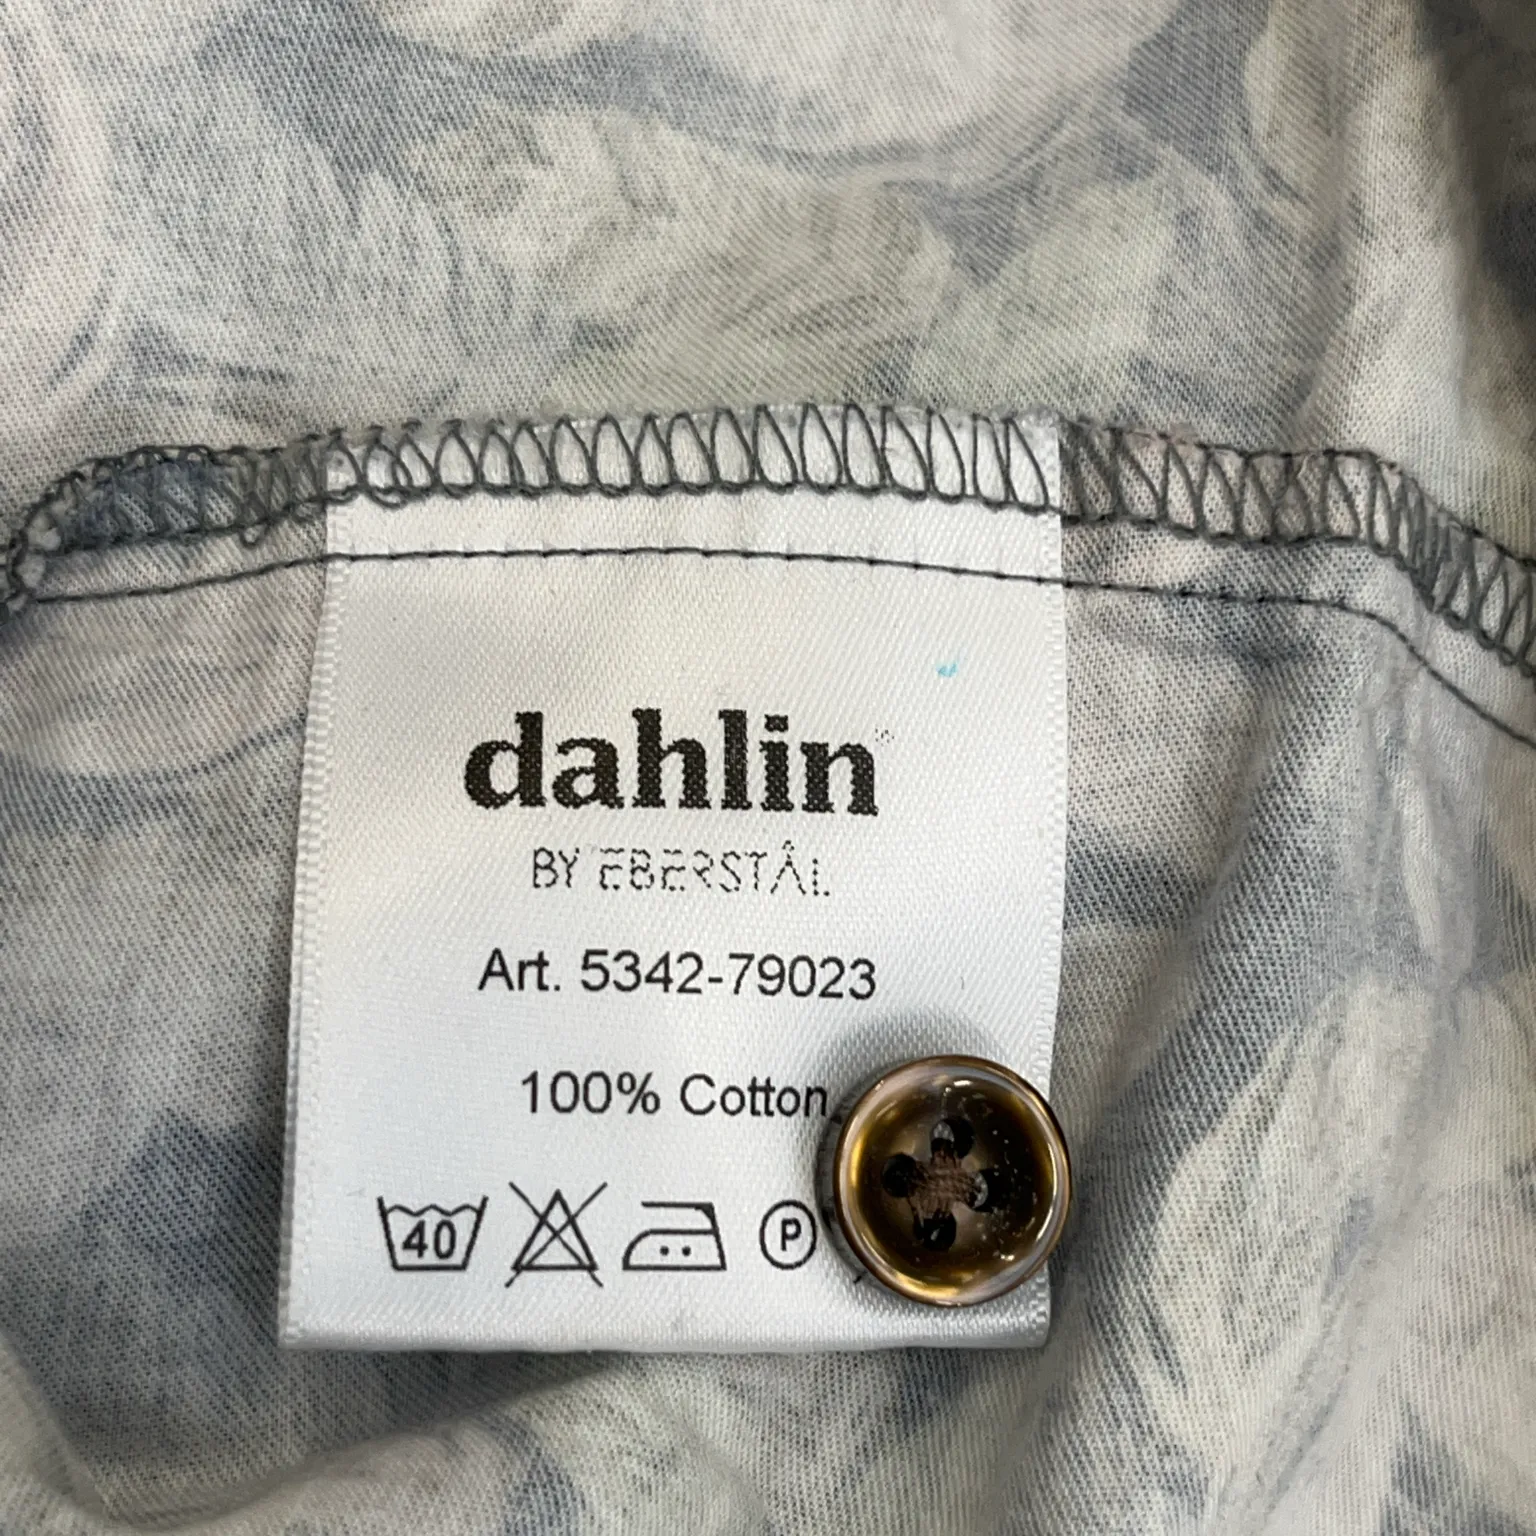 dahlin
BY EBERSTÅL
Art. 5342-79023
100% Cotton
40
P